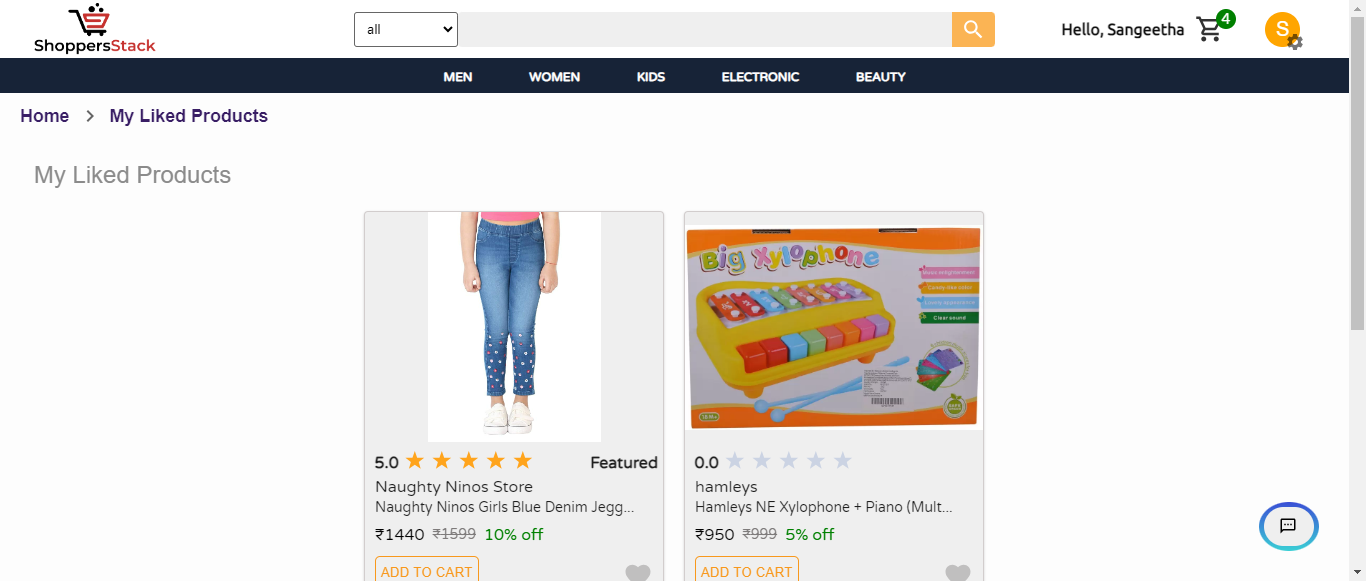 ShoppersStack
all
Hello, Sangeetha
4
S
MEN WOMEN KIDS ELECTRONIC BEAUTY
Home > My Liked Products
My Liked Products
Big Xylophone
Clear sound
18M+
5.0 Featured
Naughty Ninos Store
Naughty Ninos Girls Blue Denim Jegg...
₹1440 ₹1599 10% off
ADD TO CART
0.0
hamleys
Hamleys NE Xylophone + Piano (Mult...
₹950 ₹999 5% off
ADD TO CART